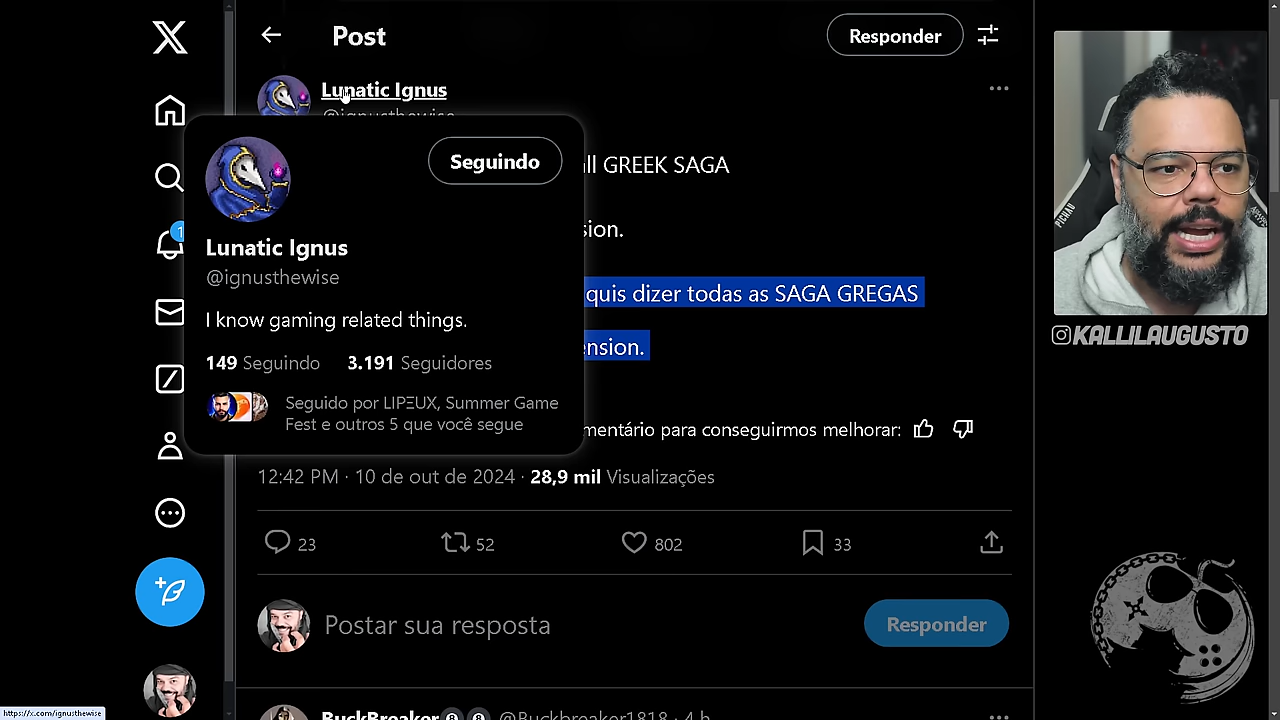 Post
Responder
Lunatic Ignus
@ignusthewise
Seguindo
ll GREEK SAGA
Lunatic Ignus
sion.
@ignusthewise
quis dizer todas as SAGA GREGAS
I know gaming related things.
ension.
149 Seguindo 3.191 Seguidores
Seguido por LIPΞUX, Summer Game
Fest e outros 5 que você segue
mentário para conseguirmos melhorar:
12:42 PM · 10 de out de 2024 · 28,9 mil Visualizações
23 52 802 33
Postar sua resposta
Responder
BuckBreaker @Buckbreaker1818 · 4 h
https://x.com/ignusthewise
1
PICHAU
KALLILAUGUSTO